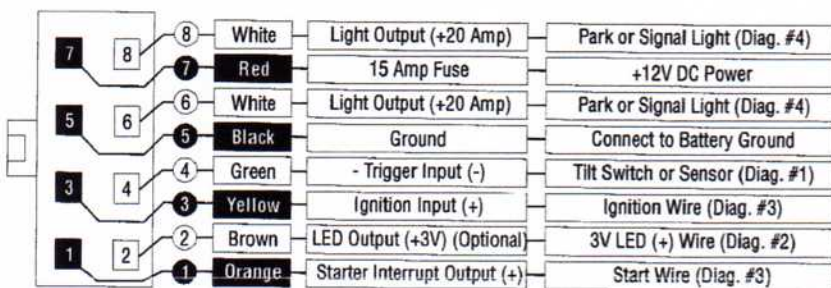 8 8 White Light Output (+20 Amp) Park or Signal Light (Diag. #4)
7 7 Red 15 Amp Fuse +12V DC Power
6 6 White Light Output (+20 Amp) Park or Signal Light (Diag. #4)
5 5 Black Ground Connect to Battery Ground
4 4 Green - Trigger Input (-) Tilt Switch or Sensor (Diag. #1)
3 3 Yellow Ignition Input (+) Ignition Wire (Diag. #3)
2 2 Brown LED Output (+3V) (Optional) 3V LED (+) Wire (Diag. #2)
1 1 Orange Starter Interrupt Output (+) Start Wire (Diag. #3)